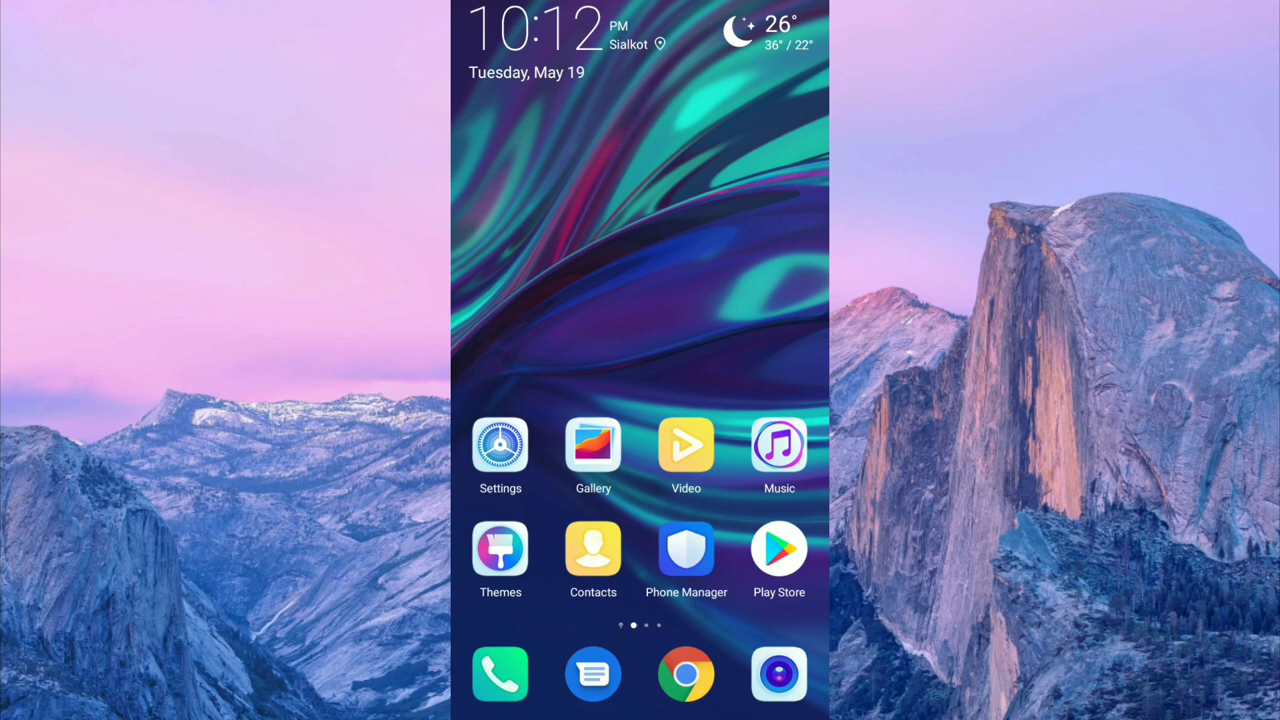 10:12 PM
Sialkot
Tuesday, May 19
26°
36° / 22°
Settings Gallery Video Music
Themes Contacts Phone Manager Play Store